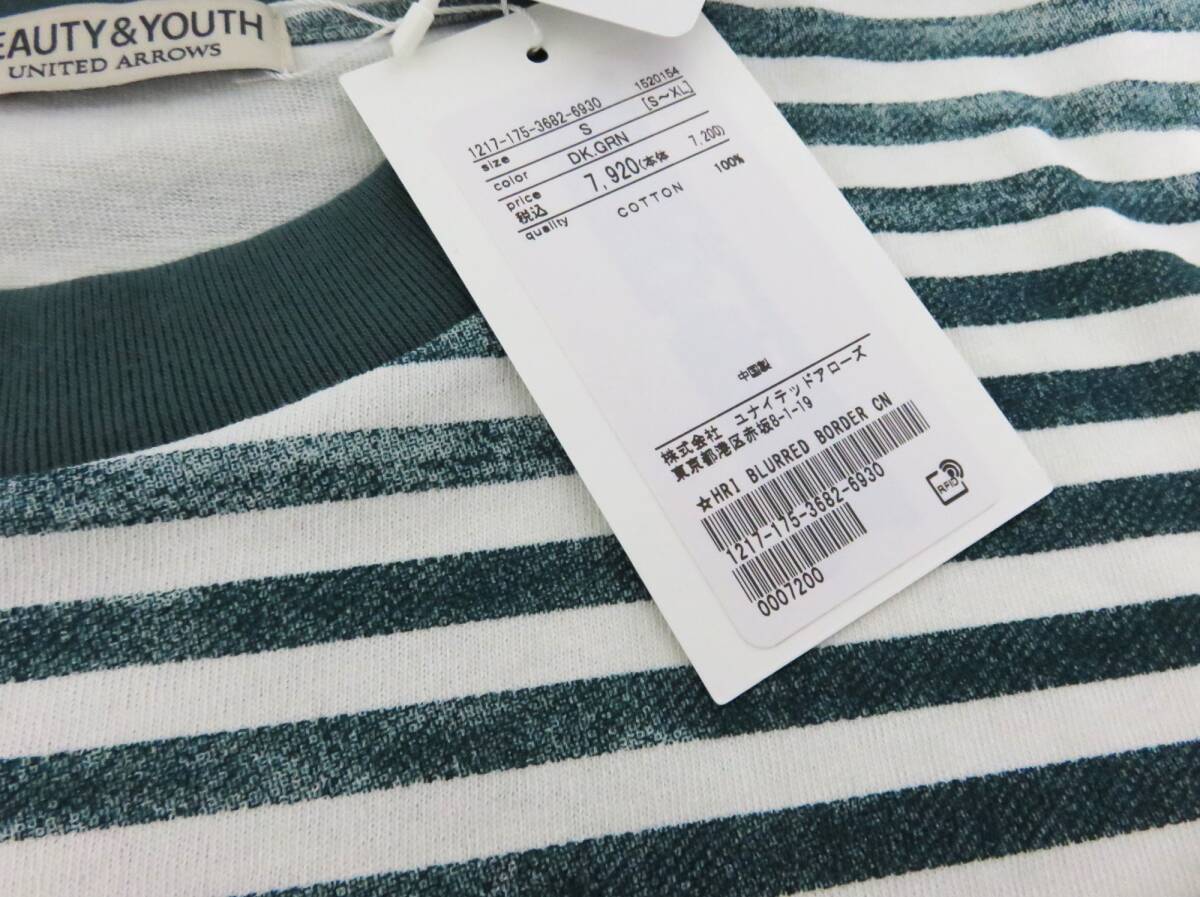 EAUTY&YOUTH
UNITED ARROWS
1217-175-3682-6930 1520154
size S [S～XL]
color DK.GRN
price 7,920(本体 7,200)
税込
quality COTTON 100%
中国製
株式会社 ユナイテッドアローズ
東京都港区赤坂8-1-19
☆HRI BLURRED BORDER CN
1217-175-3682-6930
0007200
RFID